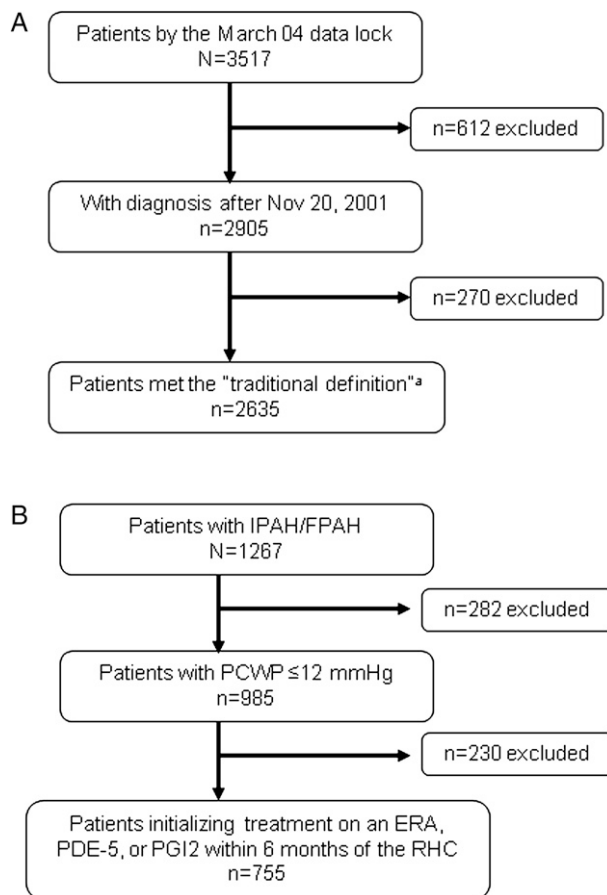 A
Patients by the March 04 data lock
N=3517
n=612 excluded
With diagnosis after Nov 20, 2001
n=2905
n=270 excluded
Patients met the "traditional definition"ᵃ
n=2635
B
Patients with IPAH/FPAH
N=1267
n=282 excluded
Patients with PCWP ≤12 mmHg
n=985
n=230 excluded
Patients initializing treatment on an ERA,
PDE-5, or PGI2 within 6 months of the RHC
n=755